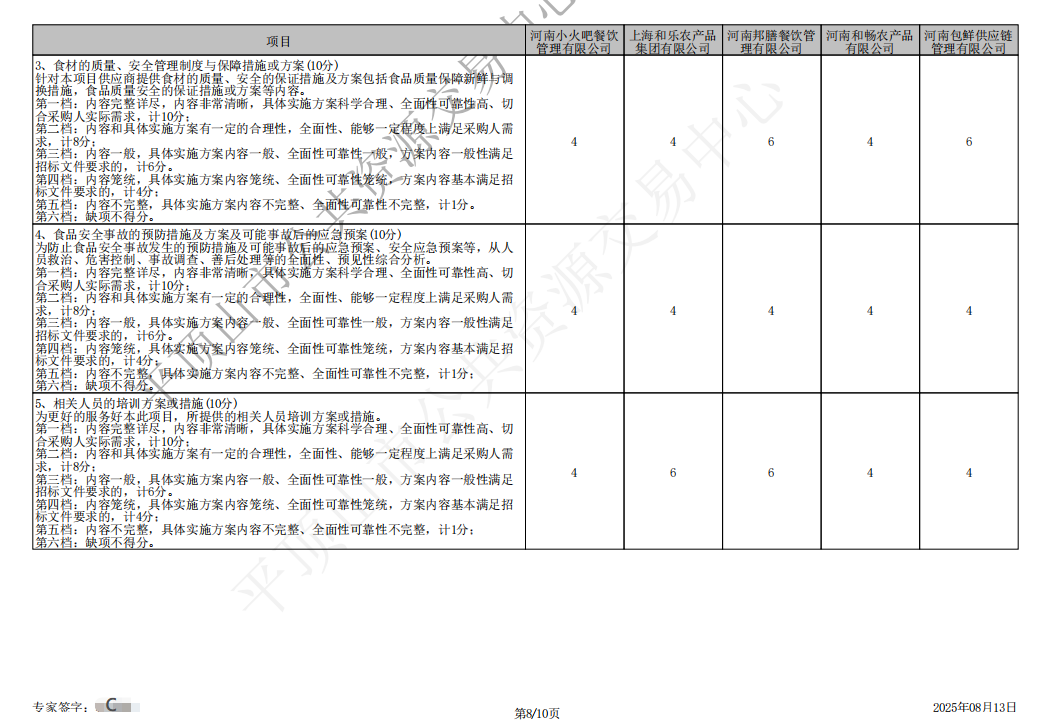 项目
河南小火吧餐饮管理有限公司
上海和乐农产品集团有限公司
河南邦膳餐饮管理有限公司
河南和畅农产品有限公司
河南包鲜供应链管理有限公司
3、食材的质量、安全管理制度与保障措施或方案(10分)
针对本项目供应商提供食材的质量、安全的保证措施及方案包括食品质量保障新鲜与调
换措施，食品质量安全的保证措施或方案等内容。
第一档：内容完整详尽，内容非常清晰，具体实施方案科学合理、全面性可靠性高、切
合采购人实际需求，计10分；
第二档：内容和具体实施方案有一定的合理性，全面性、能够一定程度上满足采购人需
求，计8分；
第三档：内容一般，具体实施方案内容一般、全面性可靠性一般，方案内容一般性满足
招标文件要求的，计6分。
第四档：内容笼统，具体实施方案内容笼统、全面性可靠性笼统，方案内容基本满足招
标文件要求的，计4分；
第五档：内容不完整，具体实施方案内容不完整、全面性可靠性不完整，计1分。
第六档：缺项不得分。
4 4 6 4 6
4、食品安全事故的预防措施及方案及可能事故后的应急预案(10分)
为防止食品安全事故发生的预防措施及可能事故后的应急预案、安全应急预案等，从人
员救治、危害控制、事故调查、善后处理等的全面性、预见性综合分析。
第一档：内容完整详尽，内容非常清晰，具体实施方案科学合理、全面性可靠性高、切
合采购人实际需求，计10分；
第二档：内容和具体实施方案有一定的合理性，全面性、能够一定程度上满足采购人需
求，计8分；
第三档：内容一般，具体实施方案内容一般、全面性可靠性一般，方案内容一般性满足
招标文件要求的，计6分。
第四档：内容笼统，具体实施方案内容笼统、全面性可靠性笼统，方案内容基本满足招
标文件要求的，计4分；
第五档：内容不完整，具体实施方案内容不完整、全面性可靠性不完整，计1分；
第六档：缺项不得分。
4 4 4 4 4
5、相关人员的培训方案或措施(10分)
为更好的服务好本此项目，所提供的相关人员培训方案或措施。
第一档：内容完整详尽，内容非常清晰，具体实施方案科学合理、全面性可靠性高、切
合采购人实际需求，计10分；
第二档：内容和具体实施方案有一定的合理性，全面性、能够一定程度上满足采购人需
求，计8分；
第三档：内容一般，具体实施方案内容一般、全面性可靠性一般，方案内容一般性满足
招标文件要求的，计6分。
第四档：内容笼统，具体实施方案内容笼统、全面性可靠性笼统，方案内容基本满足招
标文件要求的，计4分；
第五档：内容不完整，具体实施方案内容不完整、全面性可靠性不完整，计1分；
第六档：缺项不得分。
4 6 6 4 4
平顶山市公共资源交易中心
平顶山市公共资源交易中心
专家签字： C
第8/10页
2025年08月13日